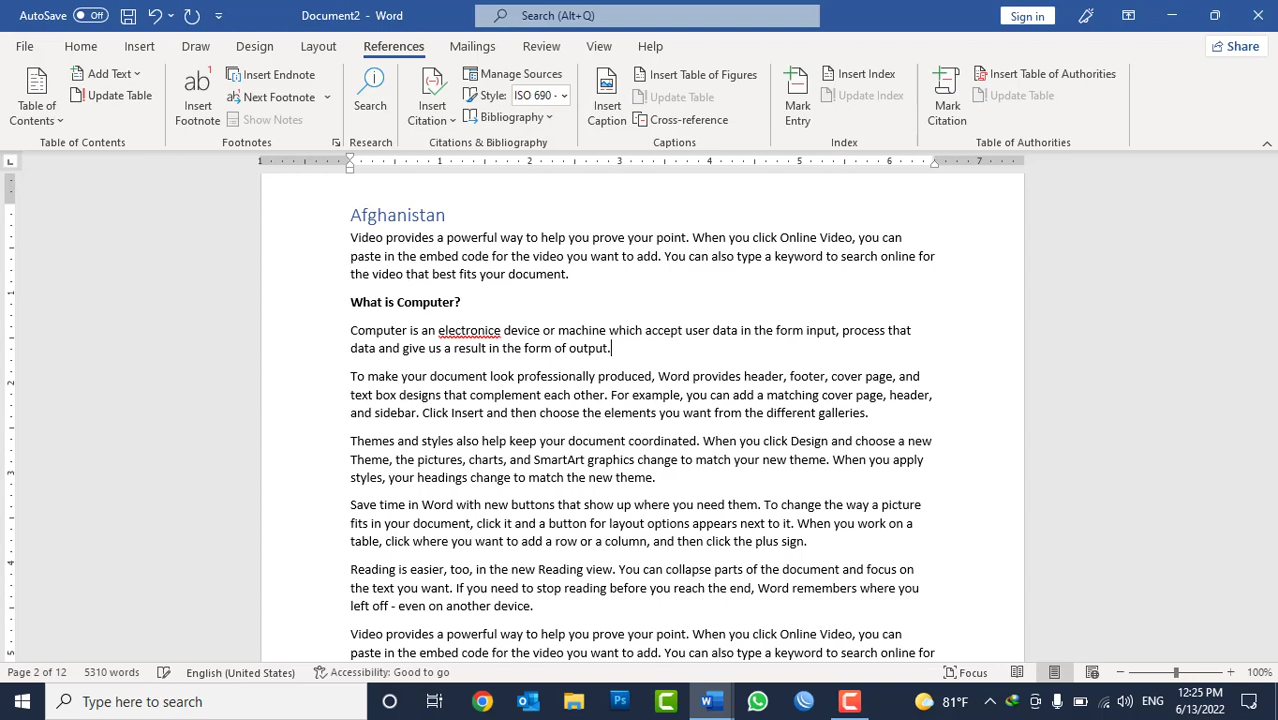 AutoSave Off Document2 - Word Search (Alt+Q) Sign in
File Home Insert Draw Design Layout References Mailings Review View Help Share
Table of Contents
Add Text
Update Table
Table of Contents
ab Insert Footnote
Insert Endnote
Next Footnote
Show Notes
Footnotes
Search
Research
Insert Citation
Manage Sources
Style: ISO 690 -
Bibliography
Citations & Bibliography
Insert Caption
Insert Table of Figures
Update Table
Cross-reference
Captions
Mark Entry
Insert Index
Update Index
Index
Mark Citation
Insert Table of Authorities
Update Table
Table of Authorities
1 1 2 3 4 5 6 7
Afghanistan
Video provides a powerful way to help you prove your point. When you click Online Video, you can
paste in the embed code for the video you want to add. You can also type a keyword to search online for
the video that best fits your document.
What is Computer?
Computer is an electronice device or machine which accept user data in the form input, process that
data and give us a result in the form of output.
To make your document look professionally produced, Word provides header, footer, cover page, and
text box designs that complement each other. For example, you can add a matching cover page, header,
and sidebar. Click Insert and then choose the elements you want from the different galleries.
Themes and styles also help keep your document coordinated. When you click Design and choose a new
Theme, the pictures, charts, and SmartArt graphics change to match your new theme. When you apply
styles, your headings change to match the new theme.
Save time in Word with new buttons that show up where you need them. To change the way a picture
fits in your document, click it and a button for layout options appears next to it. When you work on a
table, click where you want to add a row or a column, and then click the plus sign.
Reading is easier, too, in the new Reading view. You can collapse parts of the document and focus on
the text you want. If you need to stop reading before you reach the end, Word remembers where you
left off - even on another device.
Video provides a powerful way to help you prove your point. When you click Online Video, you can
paste in the embed code for the video you want to add. You can also type a keyword to search online for
1
2
3
4
5
Page 2 of 12 5310 words English (United States) Accessibility: Good to go Focus 100%
Type here to search 81°F ENG 12:25 PM
6/13/2022